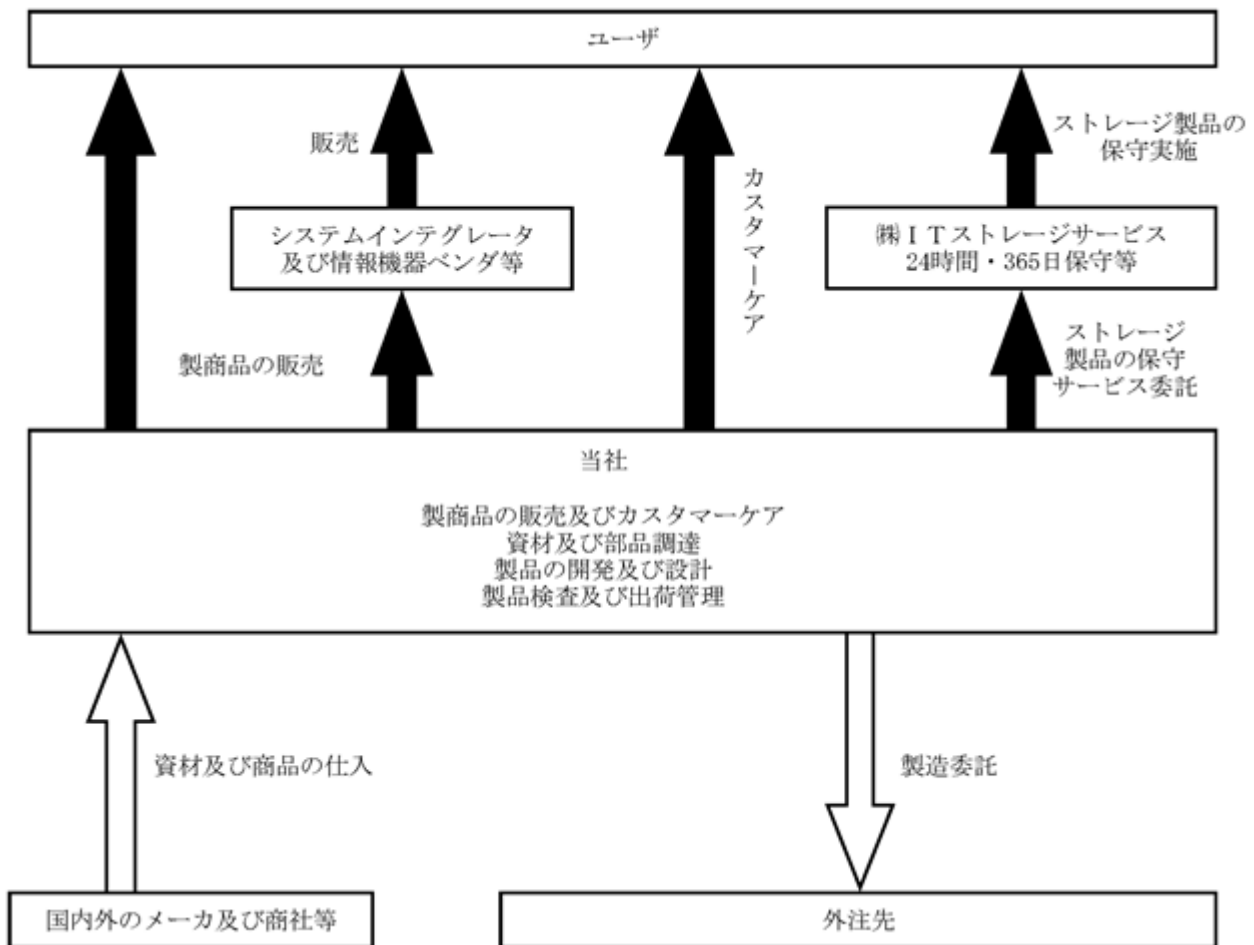 ユーザ
販売
ストレージ製品の
保守実施
カスタマーケア
システムインテグレータ
及び情報機器ベンダ等
㈱ITストレージサービス
24時間・365日保守等
製商品の販売
ストレージ
製品の保守
サービス委託
当社
製商品の販売及びカスタマーケア
資材及び部品調達
製品の開発及び設計
製品検査及び出荷管理
資材及び商品の仕入
製造委託
国内外のメーカ及び商社等
外注先